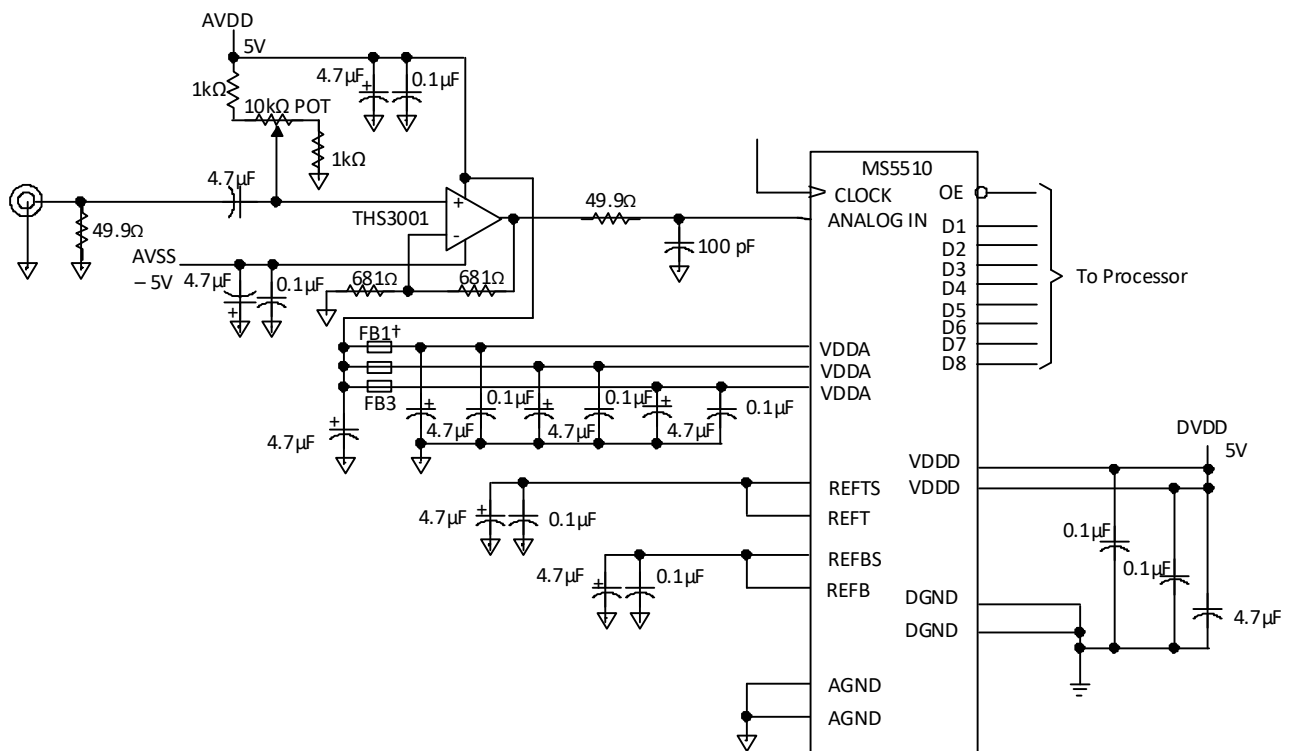 AVDD
5V
4.7µF
+
0.1µF
1kΩ
10kΩ POT
1kΩ
4.7µF
49.9Ω
+
-
THS3001
AVSS
– 5V
4.7µF
+
0.1µF
681Ω
681Ω
49.9Ω
100 pF
MS5510
CLOCK
ANALOG IN
OE
D1
D2
D3
D4
D5
D6
D7
D8
To Processor
FB1†
FB3
VDDA
VDDA
VDDA
+
4.7µF
+
4.7µF
0.1µF
+
4.7µF
0.1µF
+
4.7µF
0.1µF
REFTS
REFT
4.7µF
+
0.1µF
REFBS
REFB
4.7µF
+
0.1µF
AGND
AGND
DVDD
5V
VDDD
VDDD
0.1µF
0.1µF
4.7µF
DGND
DGND